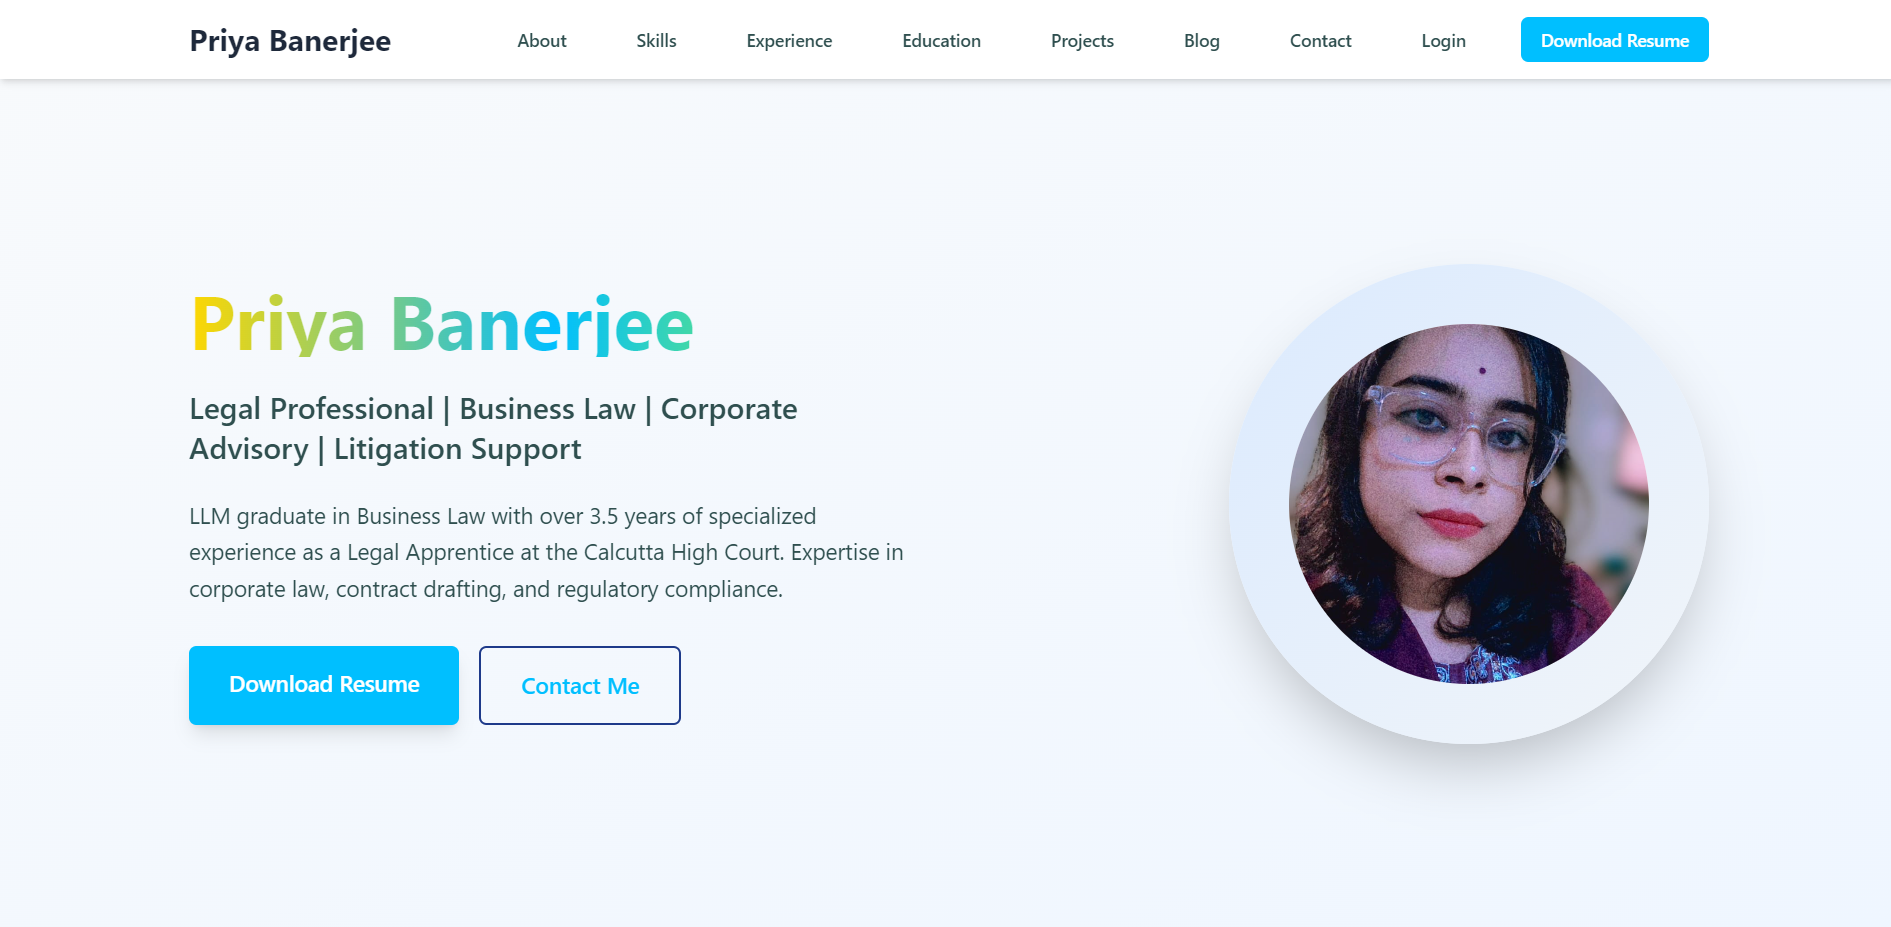 Priya Banerjee
About
Skills
Experience
Education
Projects
Blog
Contact
Login
Download Resume
Priya Banerjee
Legal Professional | Business Law | Corporate
Advisory | Litigation Support
LLM graduate in Business Law with over 3.5 years of specialized
experience as a Legal Apprentice at the Calcutta High Court. Expertise in
corporate law, contract drafting, and regulatory compliance.
Download Resume
Contact Me